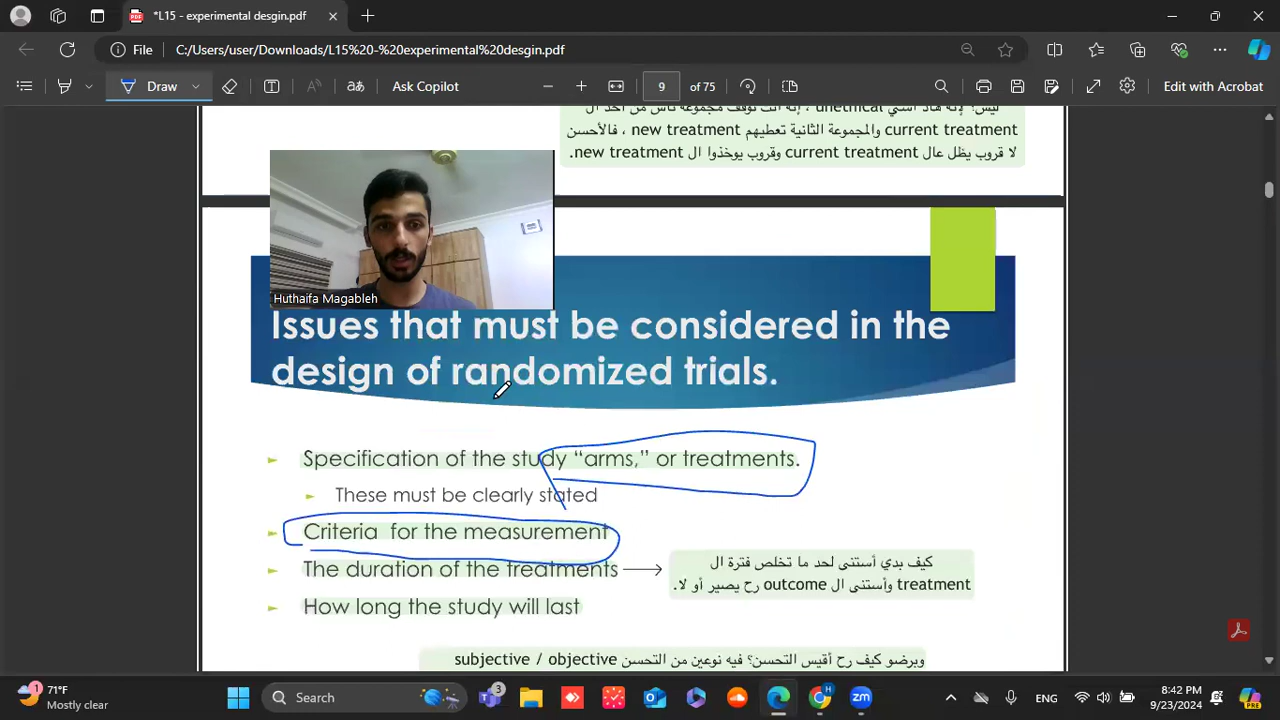 *L15 - experimental desgin.pdf
File
C:/Users/user/Downloads/L15%20-%20experimental%20desgin.pdf
Draw
Ask Copilot
9 of 75
Edit with Acrobat
current treatment والمجموعة الثانية تعطيهم new treatment ، فالأحسن
لا قروب يظل عال current treatment وقروب يوخذوا ال new treatment.
Huthaifa Magableh
Issues that must be considered in the
design of randomized trials.
Specification of the study “arms,” or treatments.
These must be clearly stated
Criteria for the measurement
The duration of the treatments
كيف بدي أستنى لحد ما تخلص فترة ال
treatment وأستنى ال outcome رح يصير أو لا.
How long the study will last
وبرضو كيف رح أقيس التحسن؟ فيه نوعين من التحسن subjective / objective
1
71°F
Mostly clear
Search
3
ENG
8:42 PM
9/23/2024